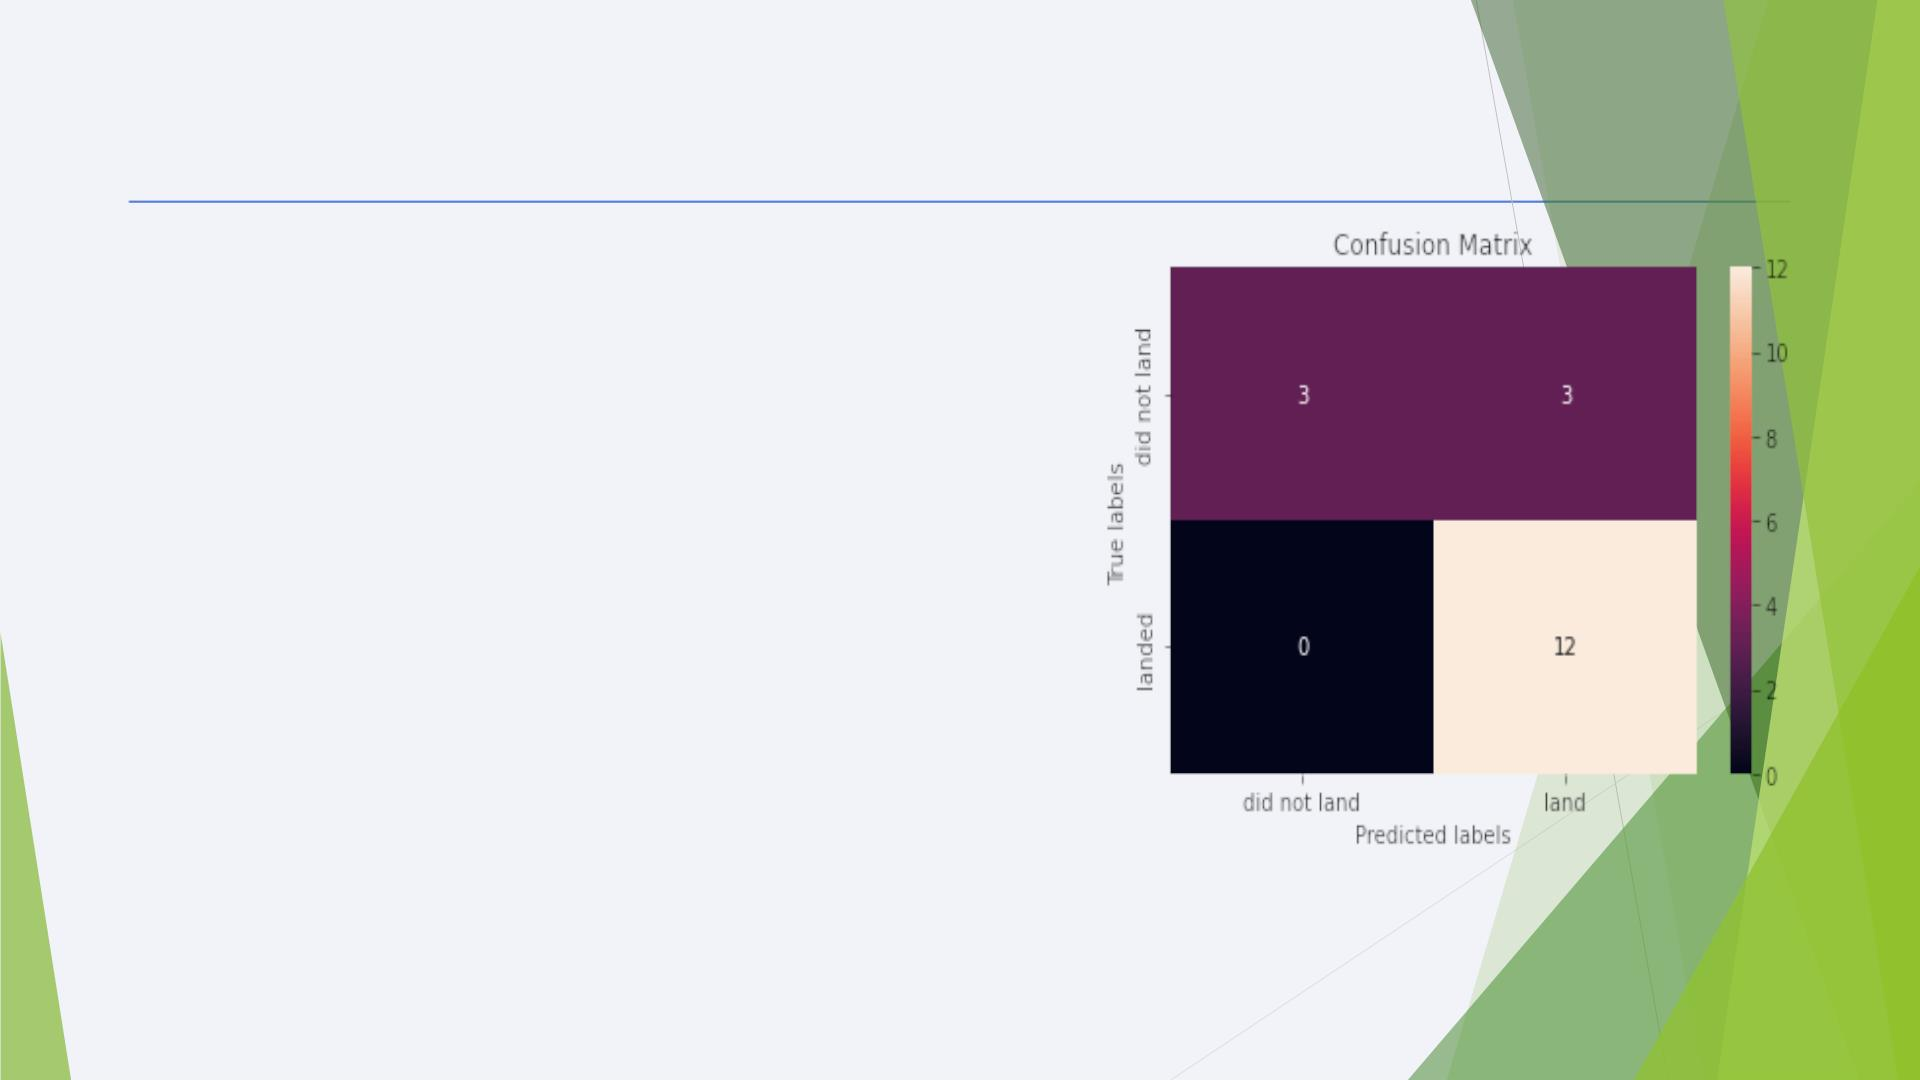 Confusion Matrix
True labels
did not land
landed
3
3
0
12
did not land
land
Predicted labels
12
10
8
6
4
2
0